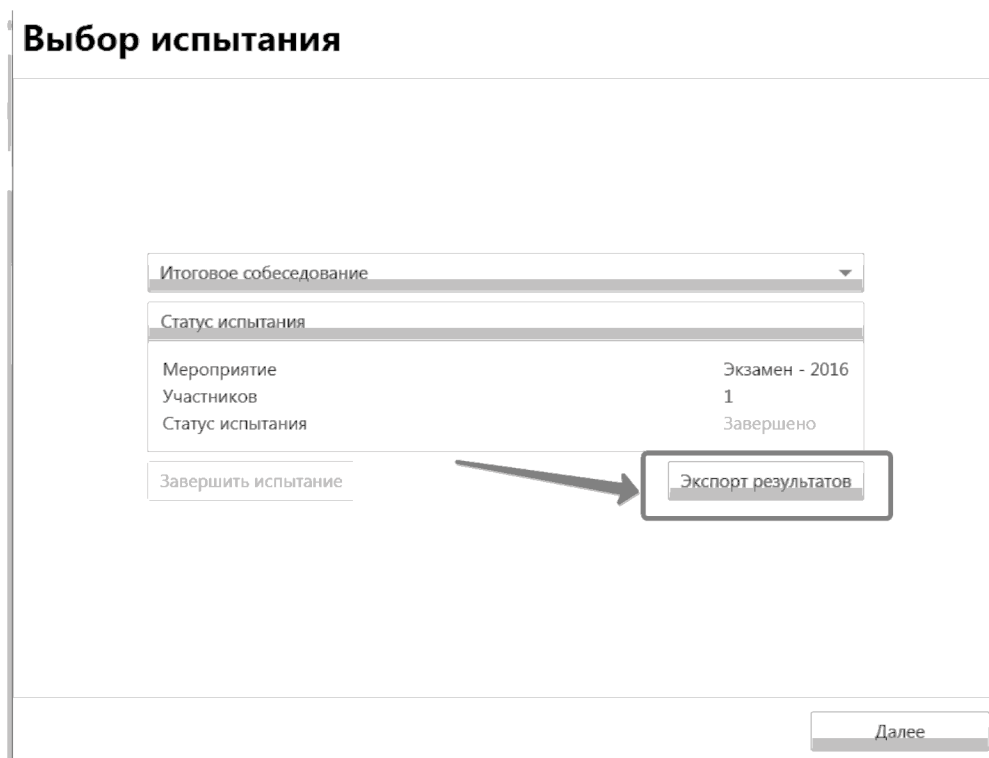 Выбор испытания
Итоговое собеседование
Статус испытания
Мероприятие Экзамен - 2016
Участников 1
Статус испытания Завершено
Завершить испытание Экспорт результатов
Далее